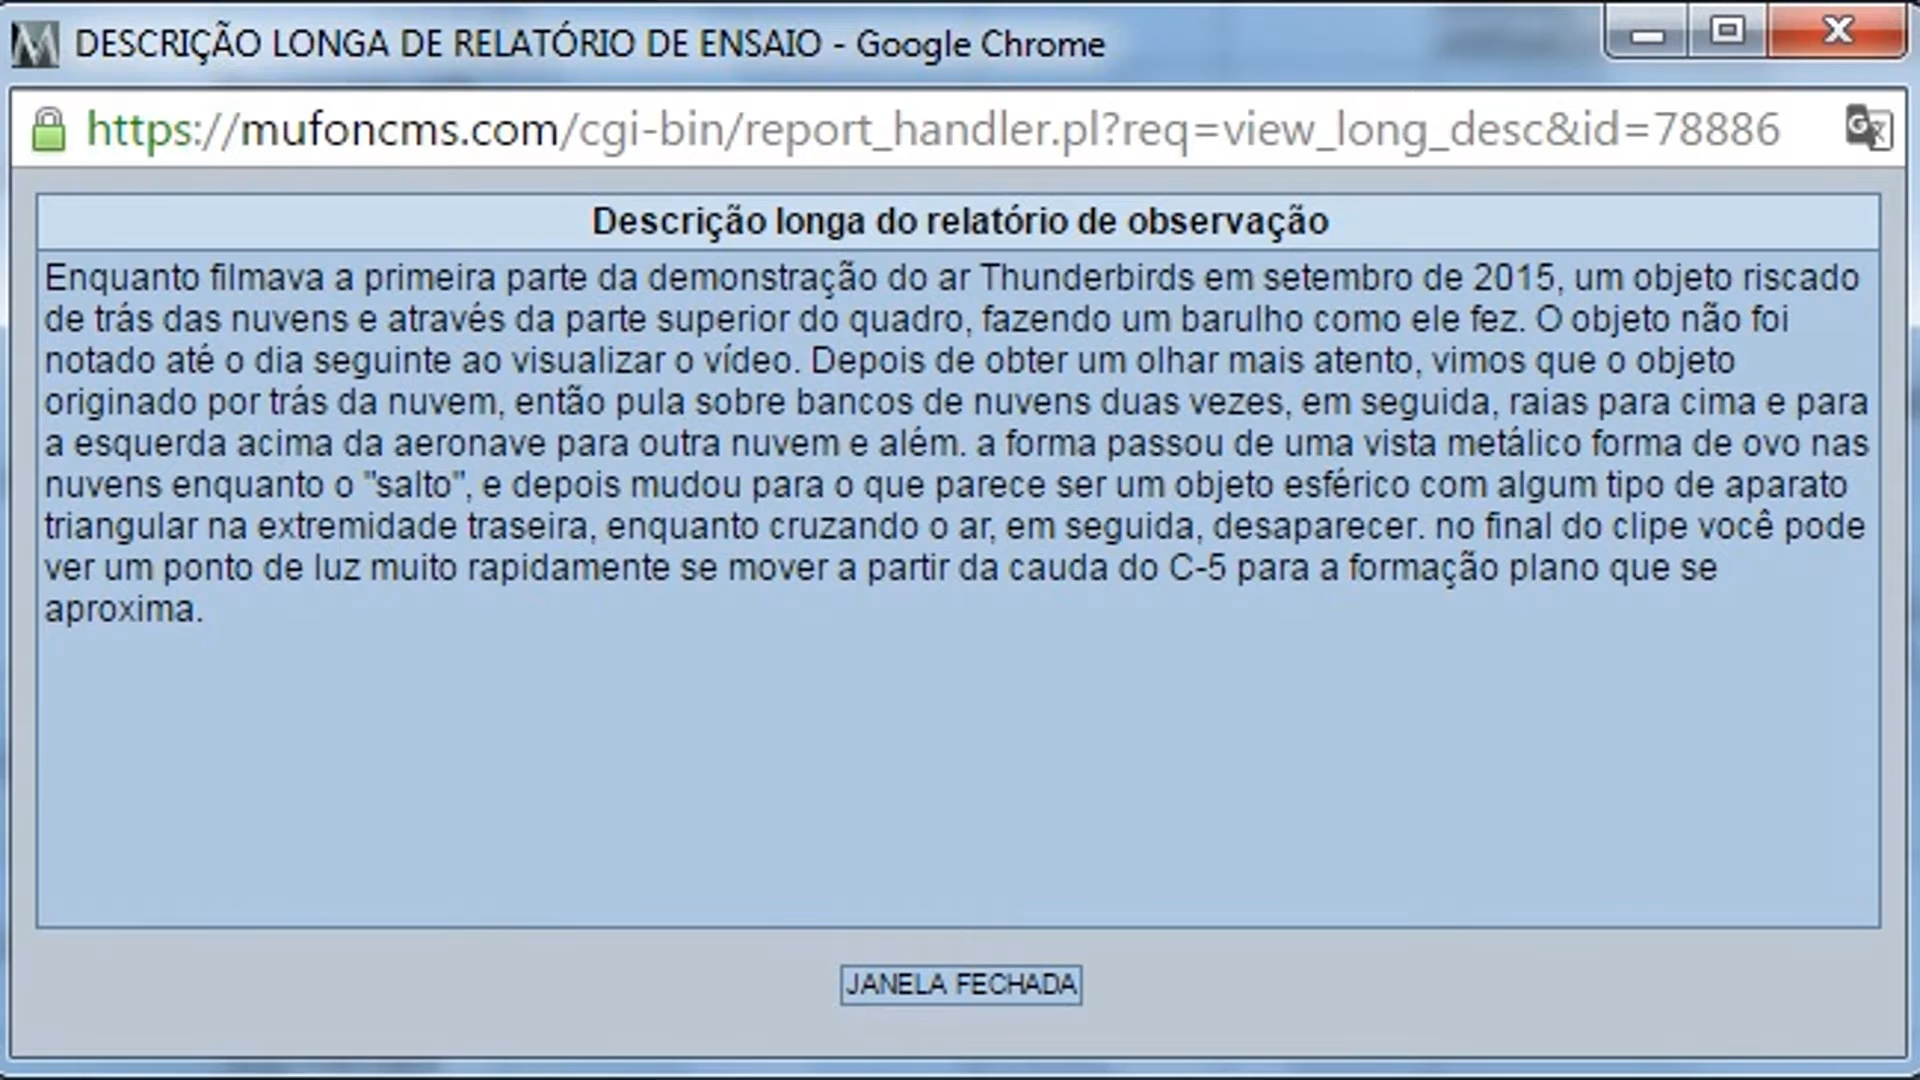 DESCRIÇÃO LONGA DE RELATÓRIO DE ENSAIO - Google Chrome
https://mufoncms.com/cgi-bin/report_handler.pl?req=view_long_desc&id=78886
Descrição longa do relatório de observação
Enquanto filmava a primeira parte da demonstração do ar Thunderbirds em setembro de 2015, um objeto riscado
de trás das nuvens e através da parte superior do quadro, fazendo um barulho como ele fez. O objeto não foi
notado até o dia seguinte ao visualizar o vídeo. Depois de obter um olhar mais atento, vimos que o objeto
originado por trás da nuvem, então pula sobre bancos de nuvens duas vezes, em seguida, raias para cima e para
a esquerda acima da aeronave para outra nuvem e além. a forma passou de uma vista metálico forma de ovo nas
nuvens enquanto o "salto", e depois mudou para o que parece ser um objeto esférico com algum tipo de aparato
triangular na extremidade traseira, enquanto cruzando o ar, em seguida, desaparecer. no final do clipe você pode
ver um ponto de luz muito rapidamente se mover a partir da cauda do C-5 para a formação plano que se
aproxima.
JANELA FECHADA